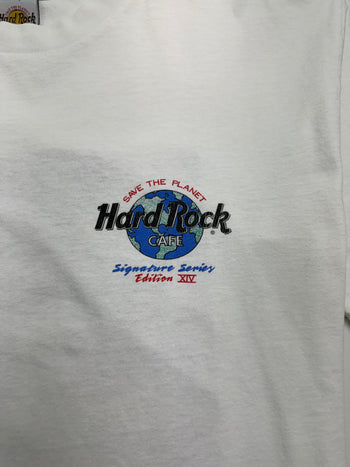 Hard Rock
SAVE THE PLANET
Hard Rock
CAFE
®
Signature Series
Edition XIV